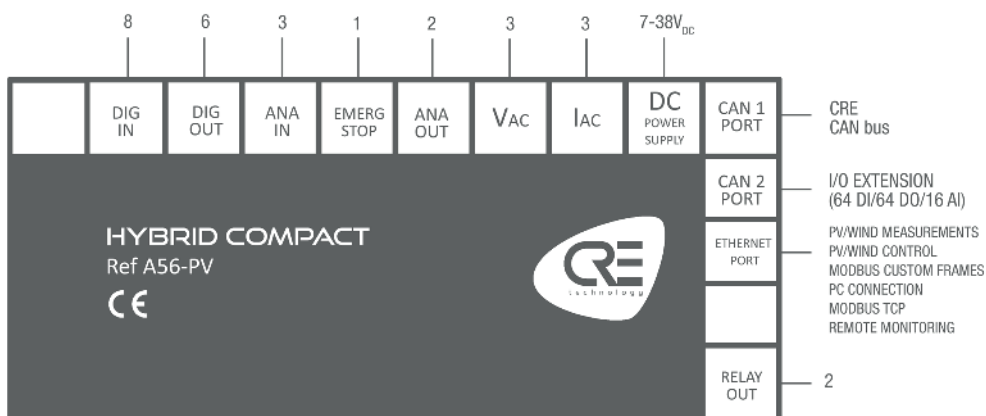 8
6
3
1
2
3
3
7-38VDC
DIG
IN
DIG
OUT
ANA
IN
EMERG
STOP
ANA
OUT
VAC
IAC
DC
POWER
SUPPLY
CAN 1
PORT
CRE
CAN bus
CAN 2
PORT
I/O EXTENSION
(64 DI/64 DO/16 AI)
ETHERNET
PORT
PV/WIND MEASUREMENTS
PV/WIND CONTROL
MODBUS CUSTOM FRAMES
PC CONNECTION
MODBUS TCP
REMOTE MONITORING
HYBRID COMPACT
Ref A56-PV
CE
CRE
technology
RELAY
OUT
2